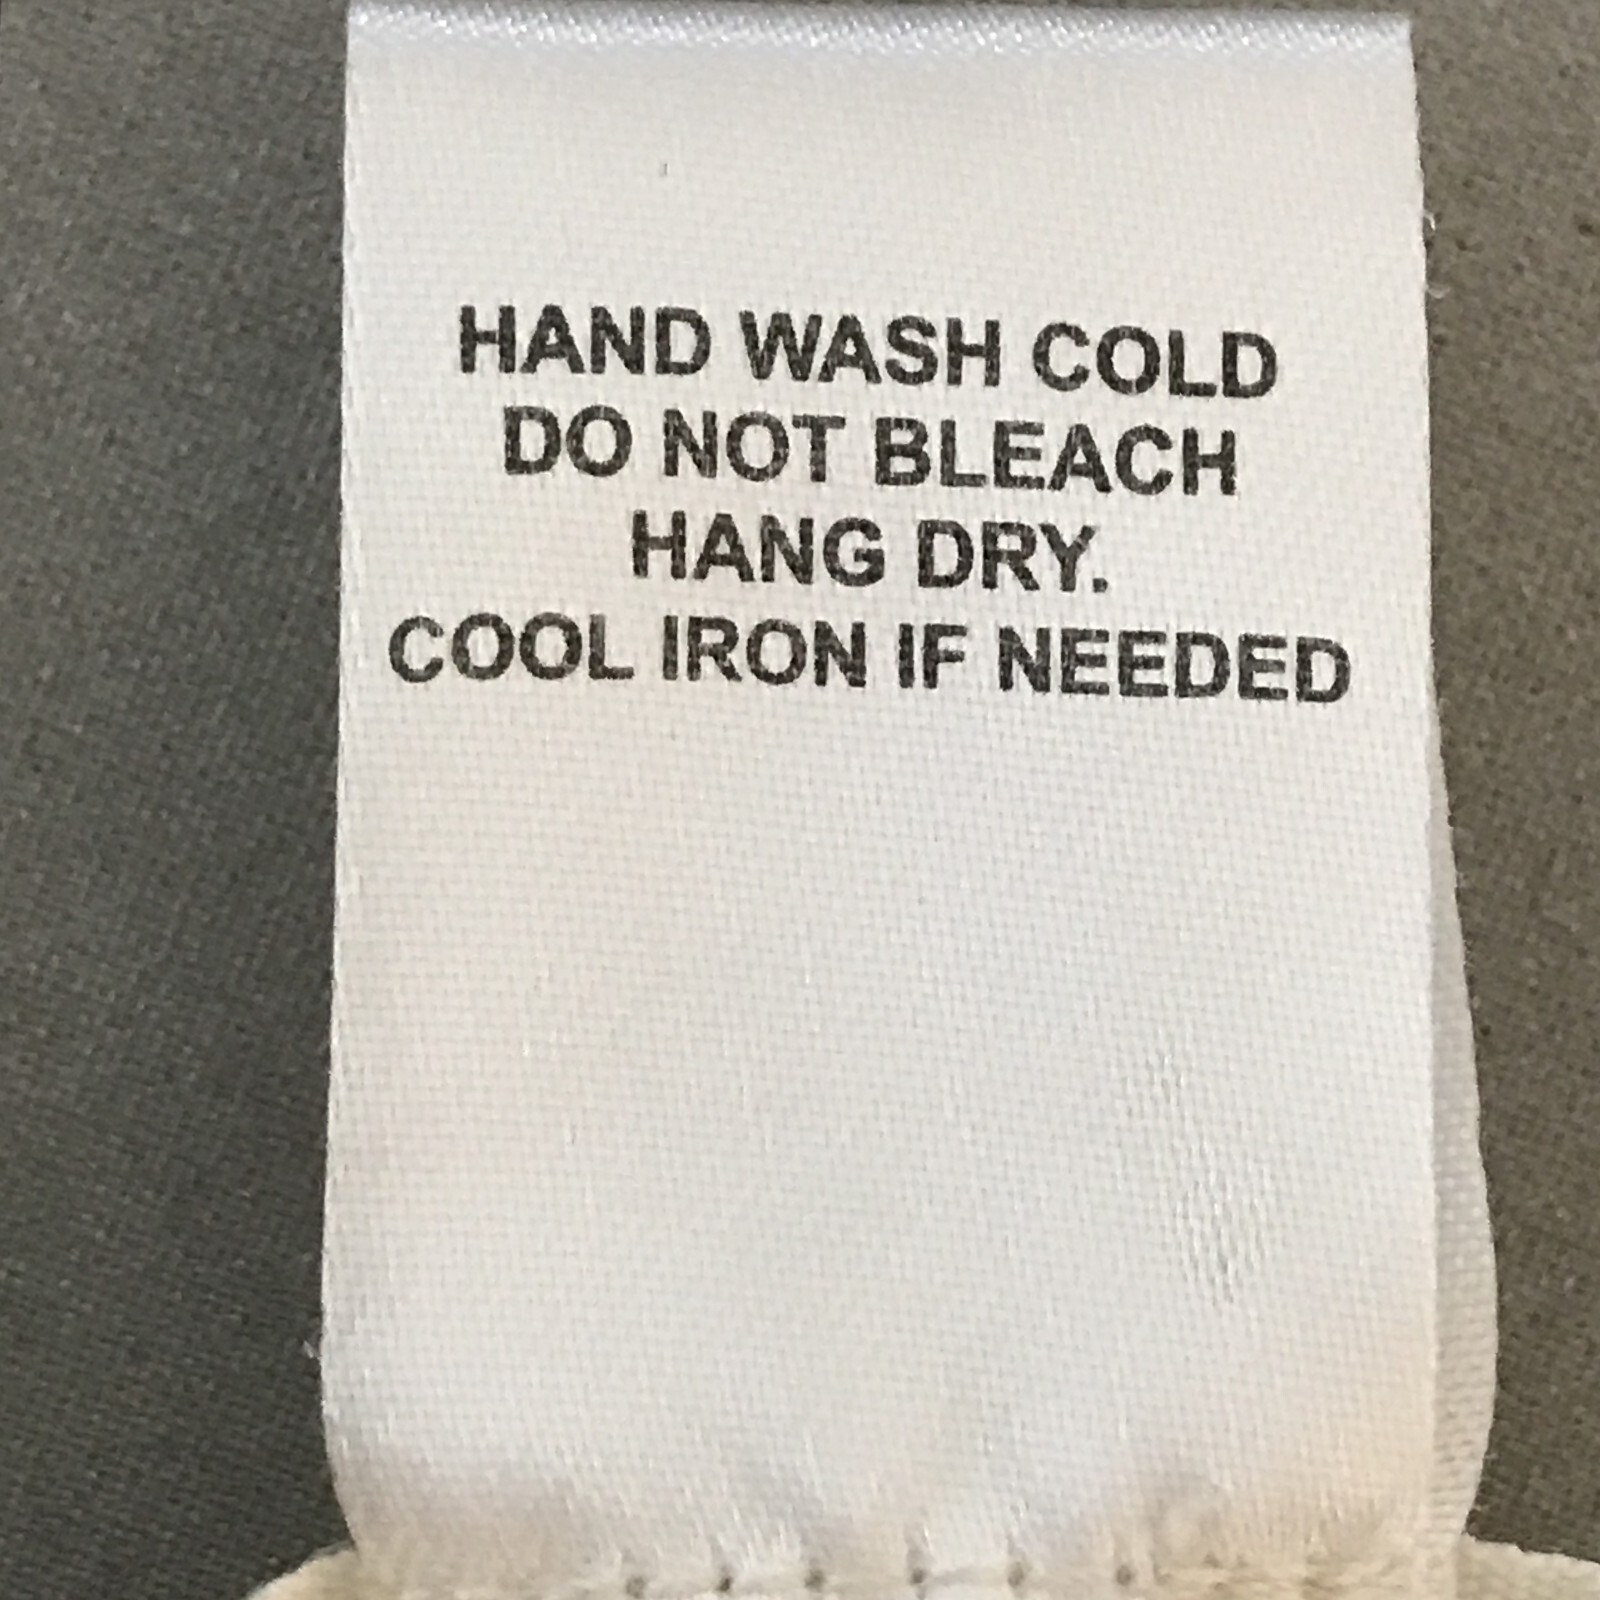 HAND WASH COLD
DO NOT BLEACH
HANG DRY.
COOL IRON IF NEEDED